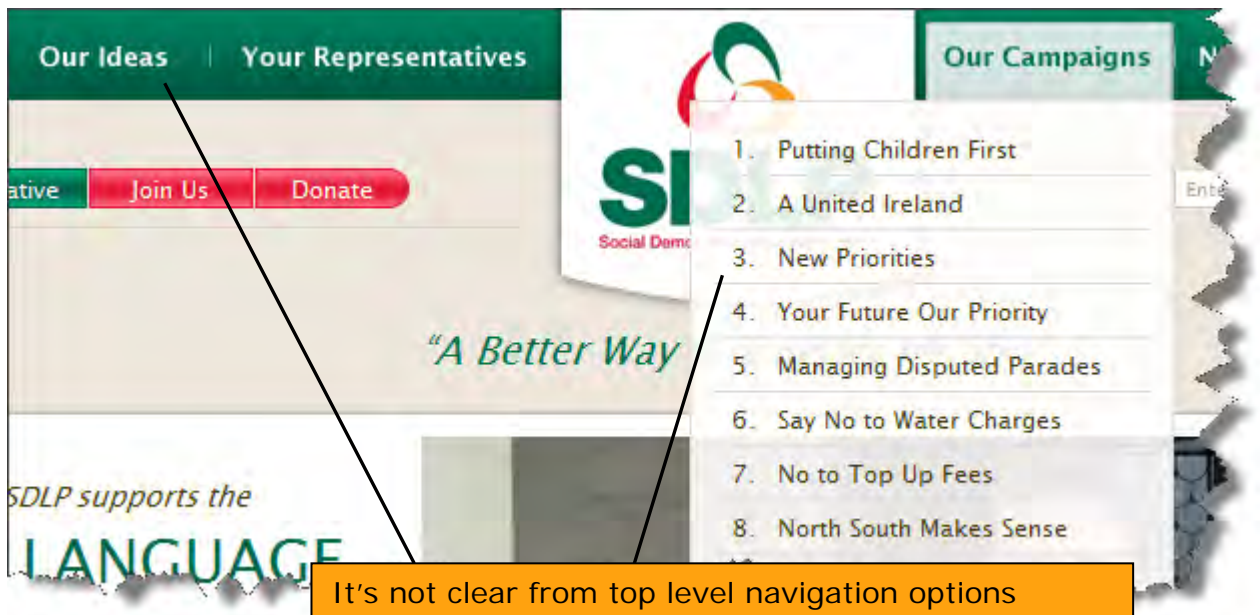 Our Ideas | Your Representatives
Our Campaigns
ative Join Us Donate
SDLP
Social Demo
1. Putting Children First
2. A United Ireland
3. New Priorities
4. Your Future Our Priority
5. Managing Disputed Parades
6. Say No to Water Charges
7. No to Top Up Fees
8. North South Makes Sense
Ente
"A Better Way
SDLP supports the
LANGUAGE
It's not clear from top level navigation options